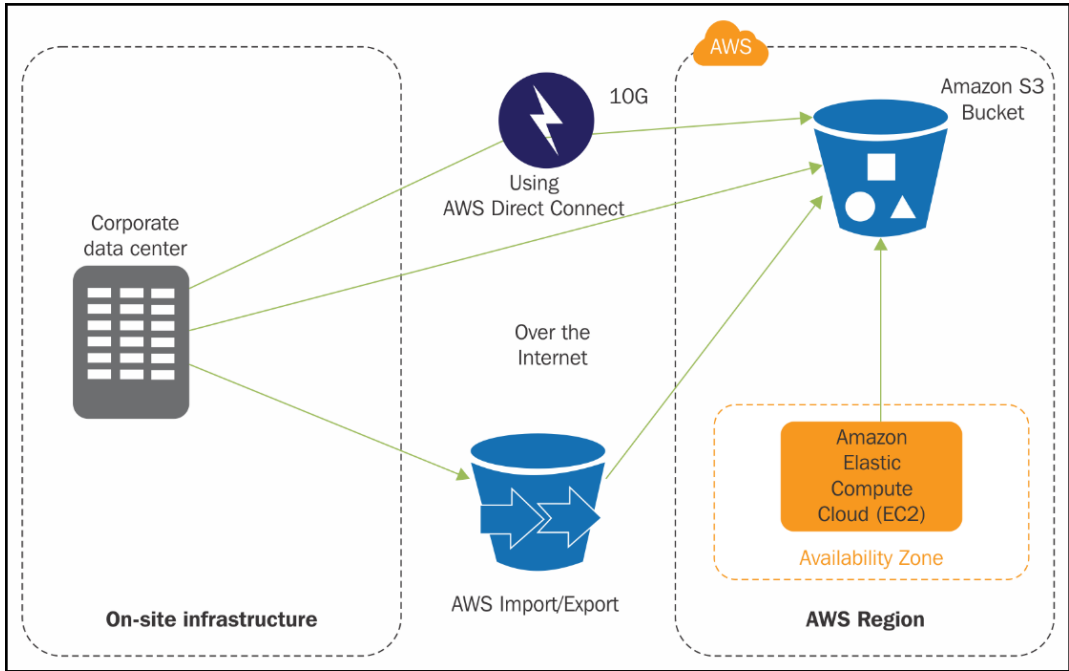 AWS
10G
Amazon S3
Bucket
Using
AWS Direct Connect
Corporate
data center
Over the
Internet
Amazon
Elastic
Compute
Cloud (EC2)
Availability Zone
AWS Import/Export
On-site infrastructure
AWS Region